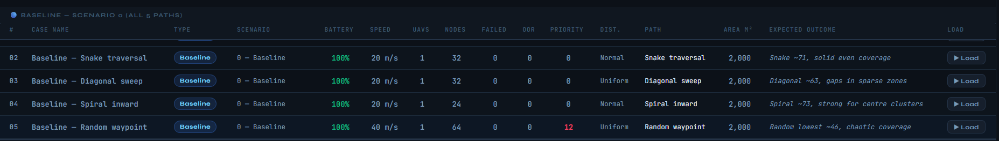 BASELINE — SCENARIO 0 (ALL 5 PATHS)
# CASE NAME TYPE SCENARIO BATTERY SPEED UAVS NODES FAILED OOR PRIORITY DIST. PATH AREA M² EXPECTED OUTCOME LOAD
02 Baseline — Snake traversal Baseline 0 — Baseline 100% 20 m/s 1 32 0 0 0 Normal Snake traversal 2,000 Snake ~71, solid even coverage ▶ Load
03 Baseline — Diagonal sweep Baseline 0 — Baseline 100% 20 m/s 1 32 0 0 0 Uniform Diagonal sweep 2,000 Diagonal ~63, gaps in sparse zones ▶ Load
04 Baseline — Spiral inward Baseline 0 — Baseline 100% 20 m/s 1 24 0 0 0 Normal Spiral inward 2,000 Spiral ~73, strong for centre clusters ▶ Load
05 Baseline — Random waypoint Baseline 0 — Baseline 100% 40 m/s 1 64 0 0 12 Uniform Random waypoint 2,000 Random lowest ~46, chaotic coverage ▶ Load